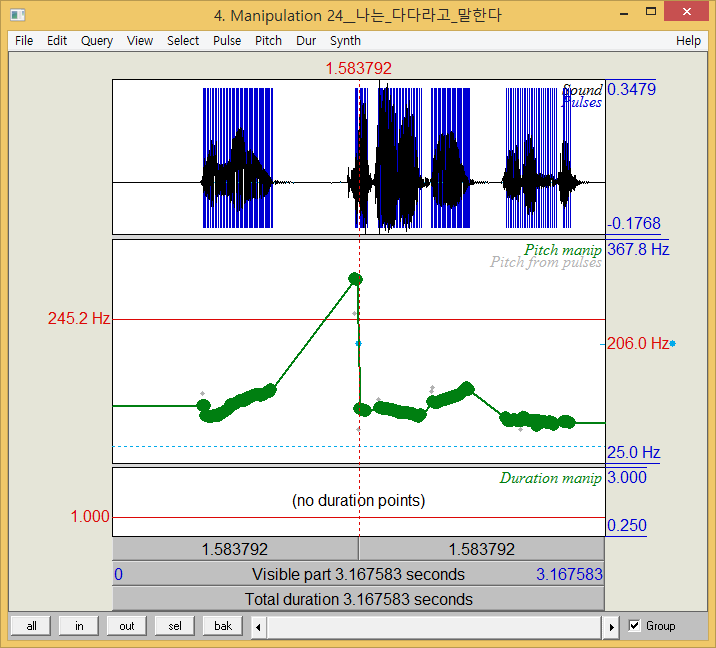 4. Manipulation 24__나는_다다라고_말한다
File Edit Query View Select Pulse Pitch Dur Synth Help
1.583792
Sound
Pulses
0.3479
-0.1768
Pitch manip
Pitch from pulses
367.8 Hz
245.2 Hz
206.0 Hz
25.0 Hz
Duration manip
3.000
(no duration points)
1.000
0.250
1.583792 1.583792
0 Visible part 3.167583 seconds 3.167583
Total duration 3.167583 seconds
all in out sel bak Group